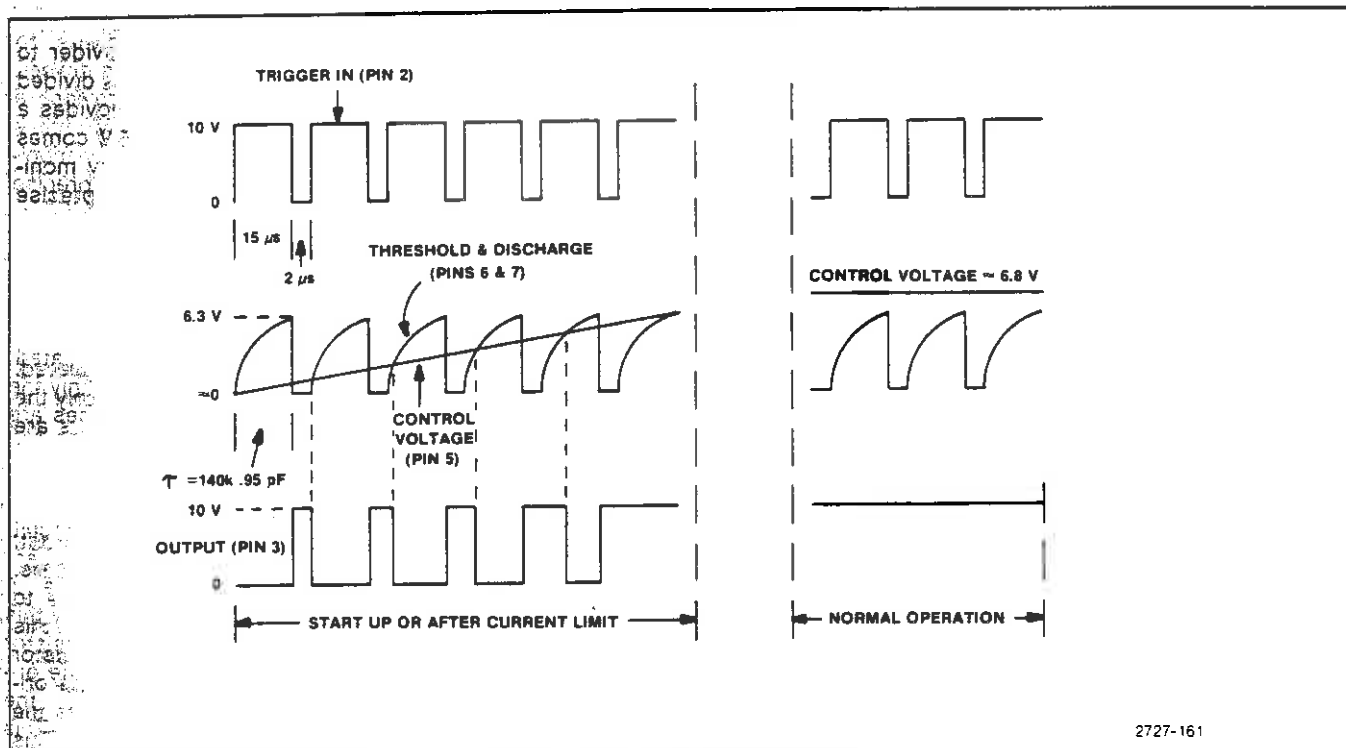 TRIGGER IN (PIN 2)
10 V
0
15 μs
2 μs
THRESHOLD & DISCHARGE
(PINS 6 & 7)
CONTROL VOLTAGE ≈ 6.8 V
6.3 V
≈0
CONTROL
VOLTAGE
(PIN 5)
τ =140k .95 pF
10 V
OUTPUT (PIN 3)
0
START UP OR AFTER CURRENT LIMIT
NORMAL OPERATION
2727-161